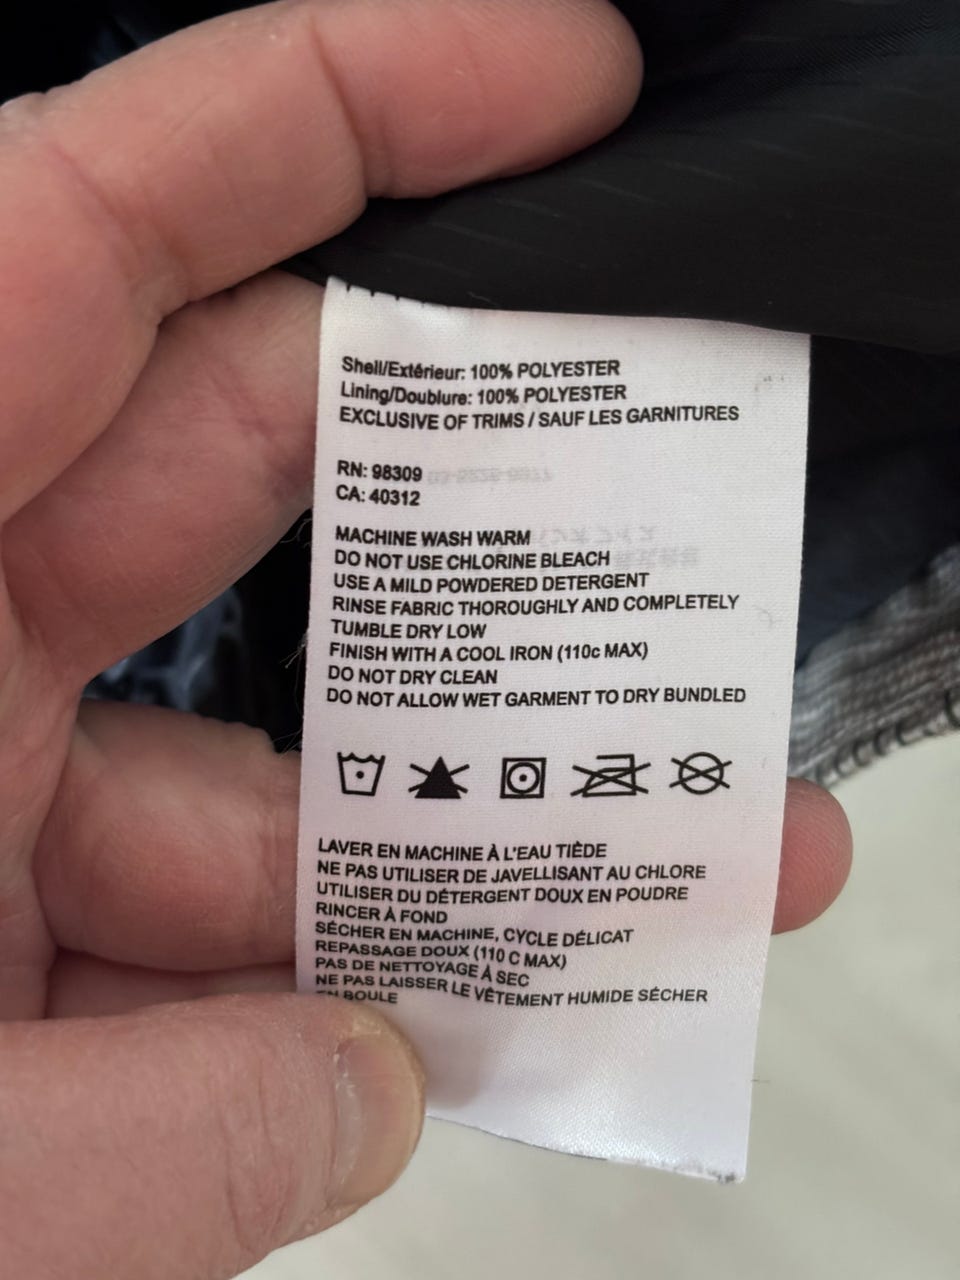 Shell/Extérieur: 100% POLYESTER
Lining/Doublure: 100% POLYESTER
EXCLUSIVE OF TRIMS / SAUF LES GARNITURES
RN: 98309
CA: 40312
MACHINE WASH WARM
DO NOT USE CHLORINE BLEACH
USE A MILD POWDERED DETERGENT
RINSE FABRIC THOROUGHLY AND COMPLETELY
TUMBLE DRY LOW
FINISH WITH A COOL IRON (110c MAX)
DO NOT DRY CLEAN
DO NOT ALLOW WET GARMENT TO DRY BUNDLED
LAVER EN MACHINE À L'EAU TIÈDE
NE PAS UTILISER DE JAVELLISANT AU CHLORE
UTILISER DU DÉTERGENT DOUX EN POUDRE
RINCER À FOND
SÉCHER EN MACHINE, CYCLE DÉLICAT
REPASSAGE DOUX (110 C MAX)
PAS DE NETTOYAGE À SEC
NE PAS LAISSER LE VÊTEMENT HUMIDE SÉCHER
EN BOULE